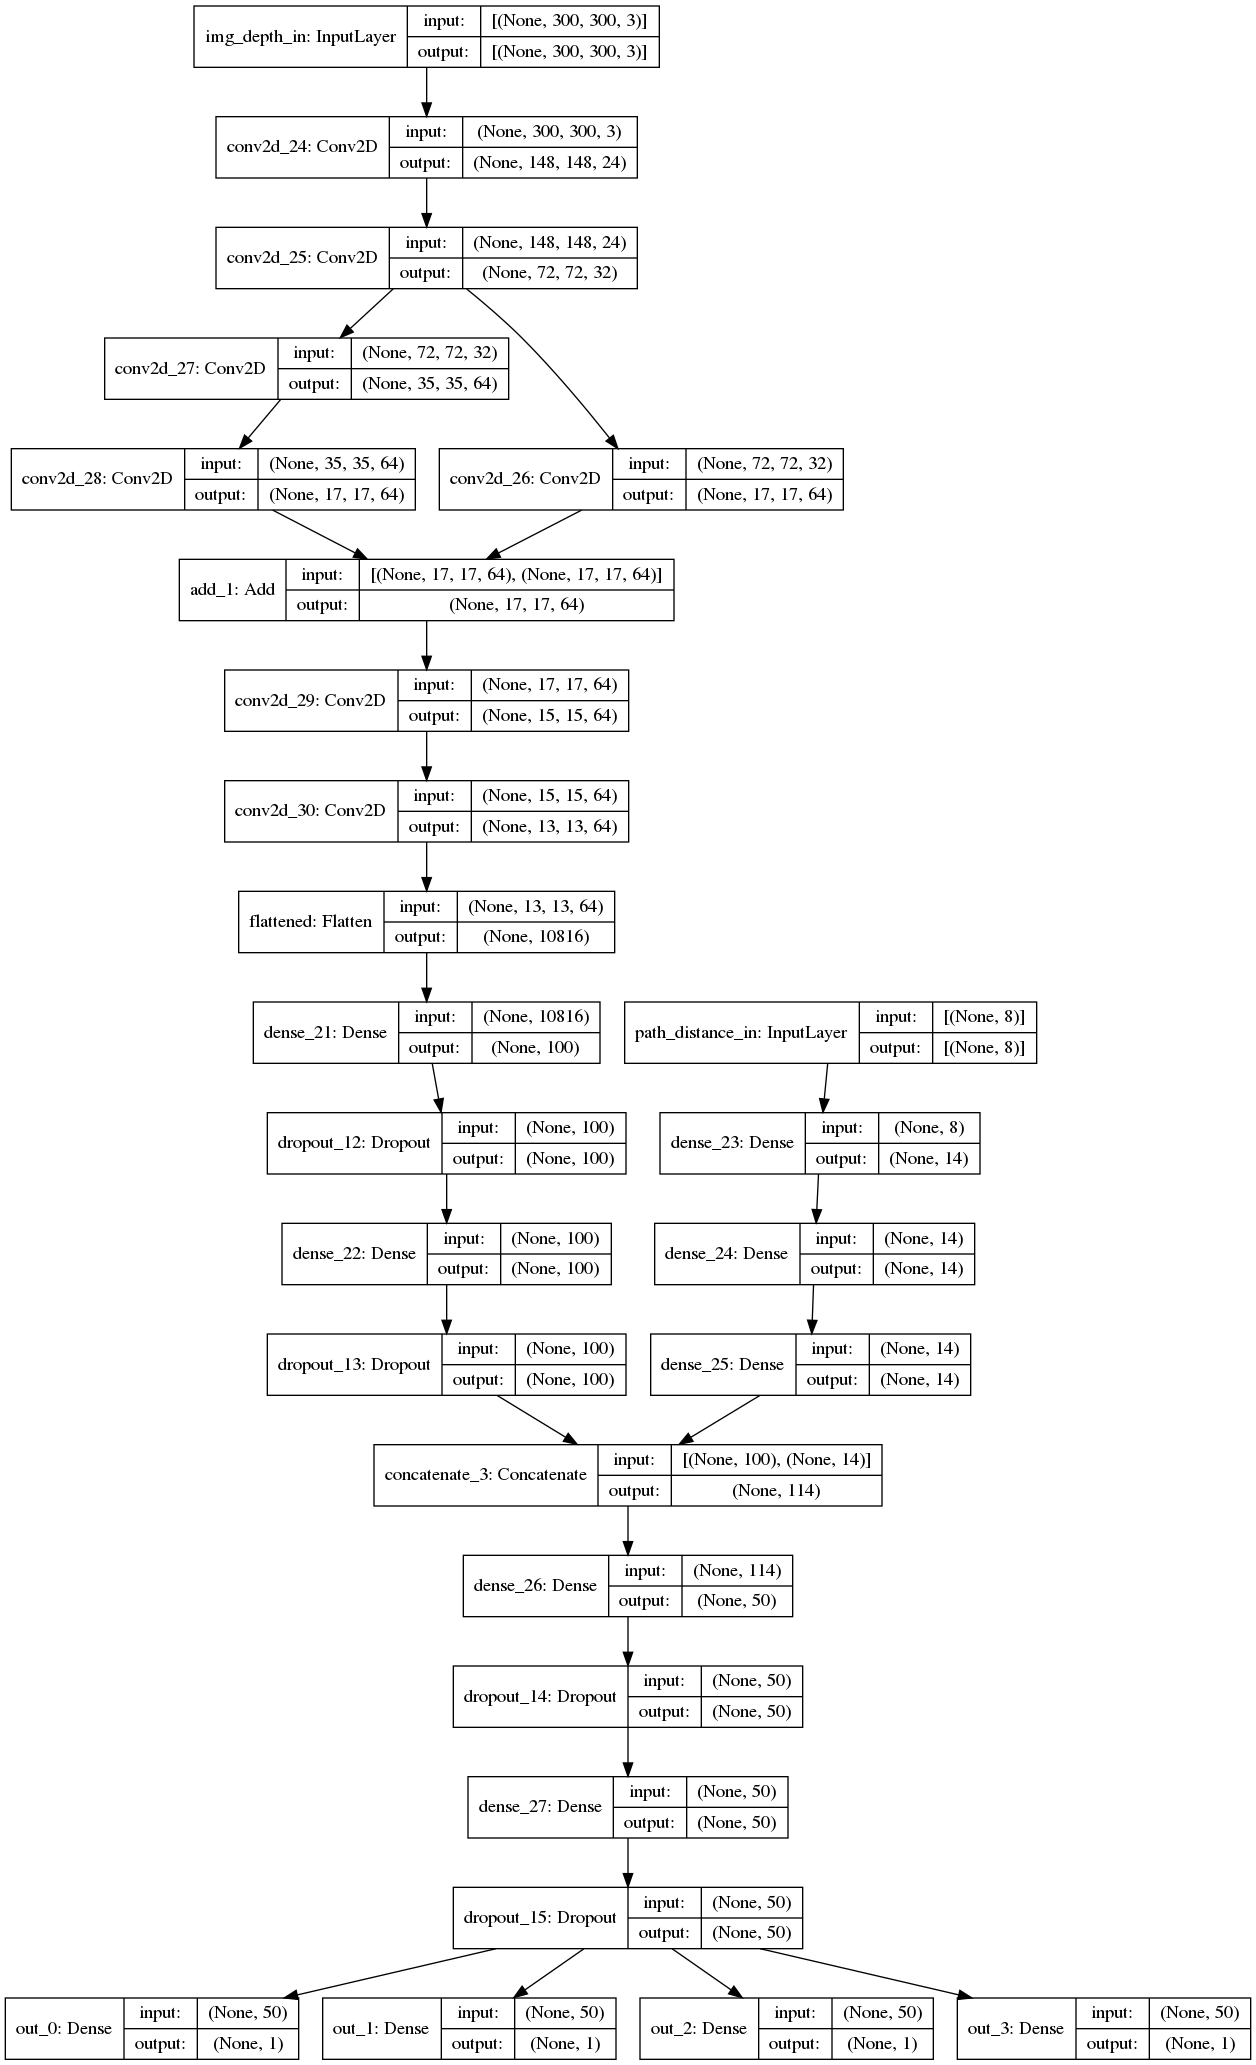 img_depth_in: InputLayer
input: [(None, 300, 300, 3)]
output: [(None, 300, 300, 3)]
conv2d_24: Conv2D
input: (None, 300, 300, 3)
output: (None, 148, 148, 24)
conv2d_25: Conv2D
input: (None, 148, 148, 24)
output: (None, 72, 72, 32)
conv2d_27: Conv2D
input: (None, 72, 72, 32)
output: (None, 35, 35, 64)
conv2d_28: Conv2D
input: (None, 35, 35, 64)
output: (None, 17, 17, 64)
conv2d_26: Conv2D
input: (None, 72, 72, 32)
output: (None, 17, 17, 64)
add_1: Add
input: [(None, 17, 17, 64), (None, 17, 17, 64)]
output: (None, 17, 17, 64)
conv2d_29: Conv2D
input: (None, 17, 17, 64)
output: (None, 15, 15, 64)
conv2d_30: Conv2D
input: (None, 15, 15, 64)
output: (None, 13, 13, 64)
flattened: Flatten
input: (None, 13, 13, 64)
output: (None, 10816)
dense_21: Dense
input: (None, 10816)
output: (None, 100)
path_distance_in: InputLayer
input: [(None, 8)]
output: [(None, 8)]
dropout_12: Dropout
input: (None, 100)
output: (None, 100)
dense_23: Dense
input: (None, 8)
output: (None, 14)
dense_22: Dense
input: (None, 100)
output: (None, 100)
dense_24: Dense
input: (None, 14)
output: (None, 14)
dropout_13: Dropout
input: (None, 100)
output: (None, 100)
dense_25: Dense
input: (None, 14)
output: (None, 14)
concatenate_3: Concatenate
input: [(None, 100), (None, 14)]
output: (None, 114)
dense_26: Dense
input: (None, 114)
output: (None, 50)
dropout_14: Dropout
input: (None, 50)
output: (None, 50)
dense_27: Dense
input: (None, 50)
output: (None, 50)
dropout_15: Dropout
input: (None, 50)
output: (None, 50)
out_0: Dense
input: (None, 50)
output: (None, 1)
out_1: Dense
input: (None, 50)
output: (None, 1)
out_2: Dense
input: (None, 50)
output: (None, 1)
out_3: Dense
input: (None, 50)
output: (None, 1)